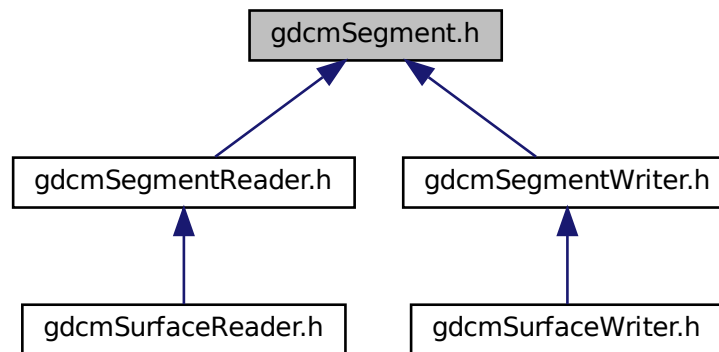 gdcmSegment.h
gdcmSegmentReader.h
gdcmSegmentWriter.h
gdcmSurfaceReader.h
gdcmSurfaceWriter.h